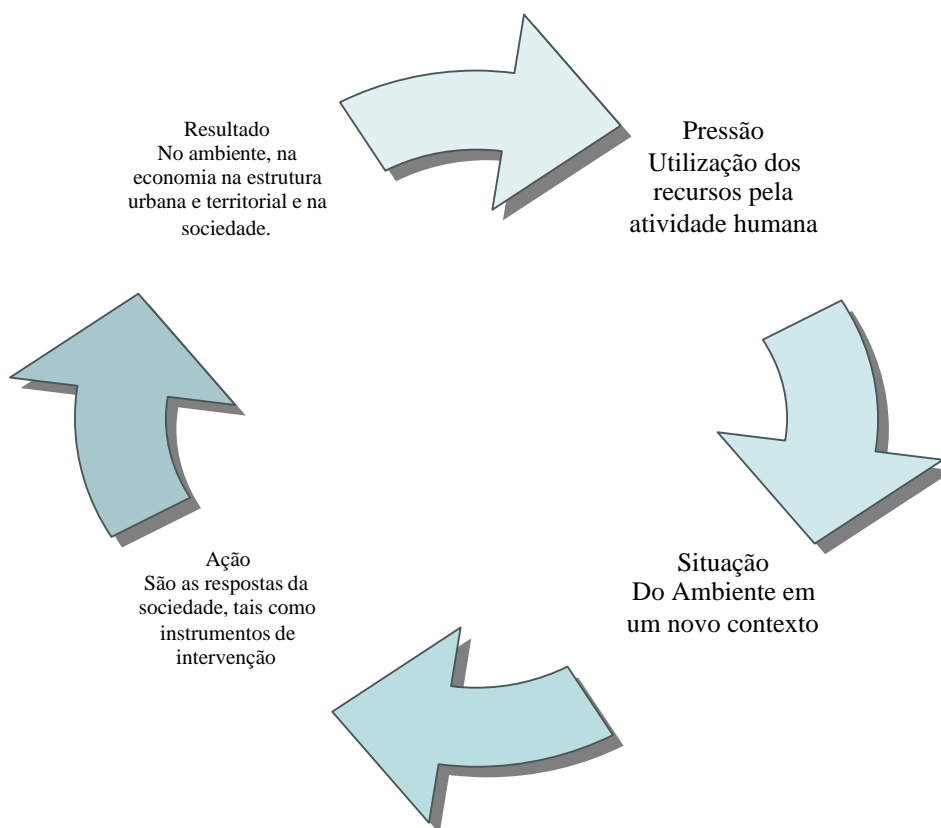 Resultado
No ambiente, na
economia na estrutura
urbana e territorial e na
sociedade.
Pressão
Utilização dos
recursos pela
atividade humana
Situação
Do Ambiente em
um novo contexto
Ação
São as respostas da
sociedade, tais como
instrumentos de
intervenção